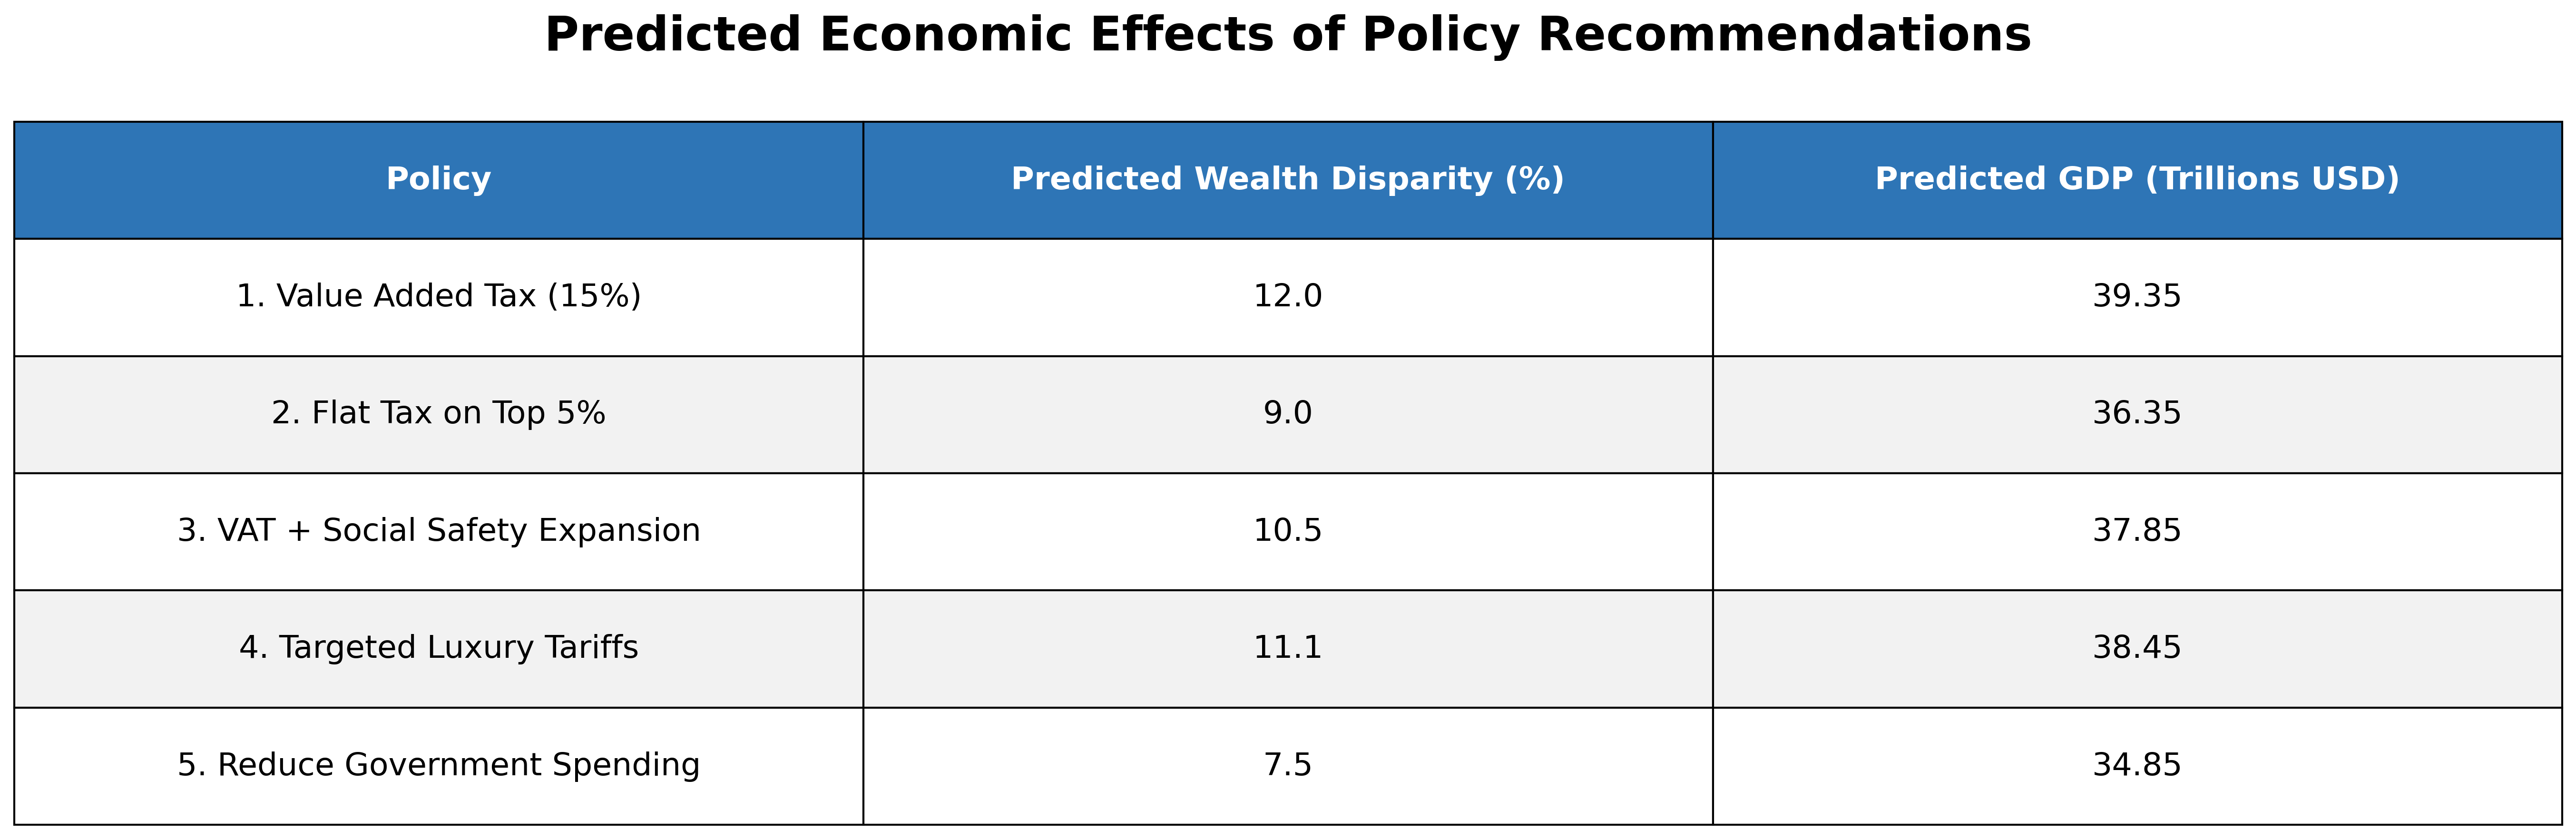 Predicted Economic Effects of Policy Recommendations
Policy Predicted Wealth Disparity (%) Predicted GDP (Trillions USD)
1. Value Added Tax (15%) 12.0 39.35
2. Flat Tax on Top 5% 9.0 36.35
3. VAT + Social Safety Expansion 10.5 37.85
4. Targeted Luxury Tariffs 11.1 38.45
5. Reduce Government Spending 7.5 34.85